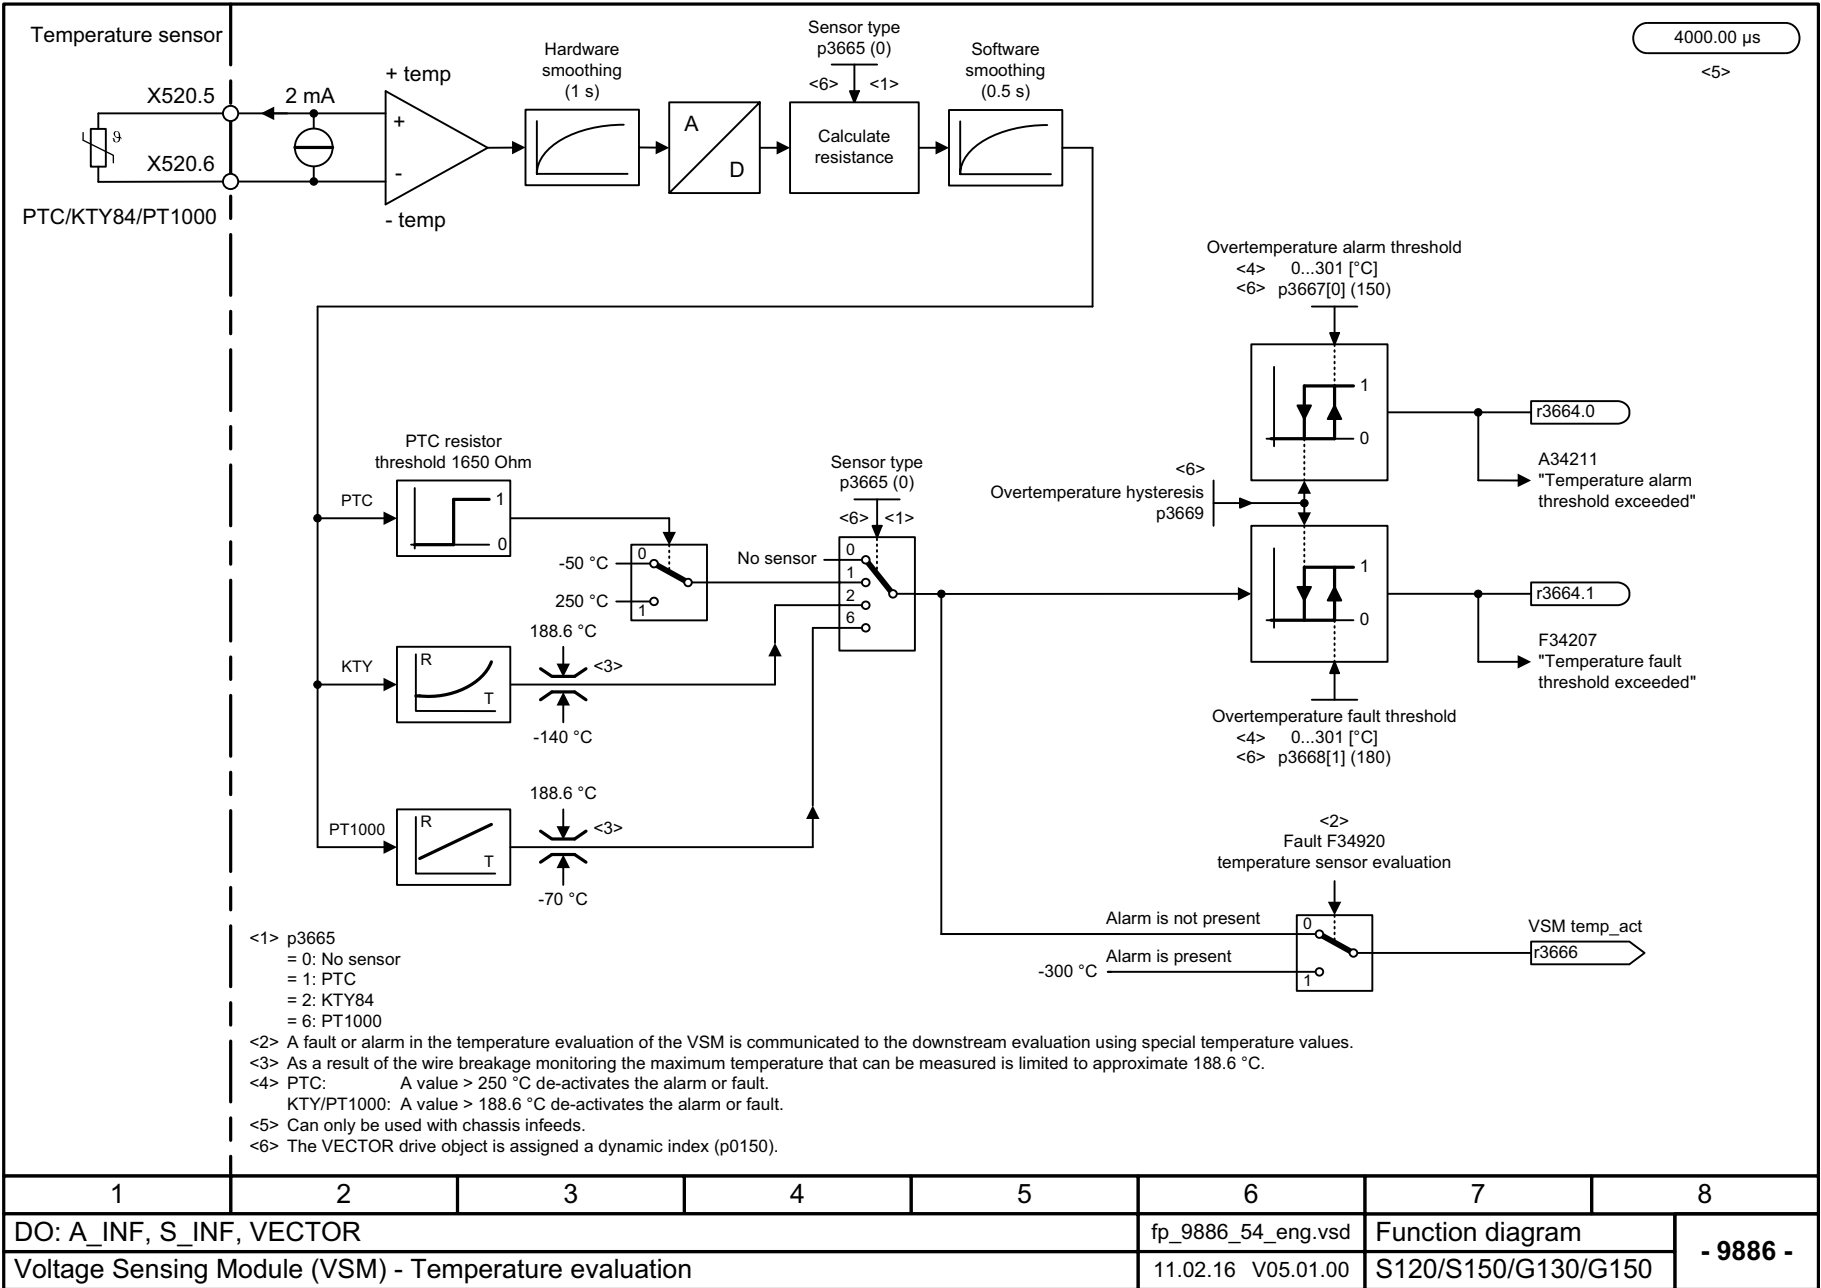 Temperature sensor
X520.5
ϑ
X520.6
PTC/KTY84/PT1000
2 mA
+ temp
+
-
- temp
Hardware
smoothing
(1 s)
A
D
Sensor type
p3665 (0)
<6> <1>
Calculate
resistance
Software
smoothing
(0.5 s)
4000.00 µs
<5>
Overtemperature alarm threshold
<4> 0...301 [°C]
<6> p3667[0] (150)
1
0
r3664.0
A34211
"Temperature alarm
threshold exceeded"
PTC resistor
threshold 1650 Ohm
PTC
1
0
-50 °C
0
250 °C
1
Sensor type
p3665 (0)
<6> <1>
No sensor
0
1
2
6
<6>
Overtemperature hysteresis
p3669
1
0
r3664.1
F34207
"Temperature fault
threshold exceeded"
Overtemperature fault threshold
<4> 0...301 [°C]
<6> p3668[1] (180)
KTY
R
T
188.6 °C
<3>
-140 °C
PT1000
R
T
188.6 °C
<3>
-70 °C
<2>
Fault F34920
temperature sensor evaluation
Alarm is not present
0
Alarm is present
-300 °C
1
VSM temp_act
r3666
<1> p3665
= 0: No sensor
= 1: PTC
= 2: KTY84
= 6: PT1000
<2> A fault or alarm in the temperature evaluation of the VSM is communicated to the downstream evaluation using special temperature values.
<3> As a result of the wire breakage monitoring the maximum temperature that can be measured is limited to approximate 188.6 °C.
<4> PTC: A value > 250 °C de-activates the alarm or fault.
KTY/PT1000: A value > 188.6 °C de-activates the alarm or fault.
<5> Can only be used with chassis infeeds.
<6> The VECTOR drive object is assigned a dynamic index (p0150).
1 2 3 4 5 6 7 8
DO: A_INF, S_INF, VECTOR
fp_9886_54_eng.vsd
Function diagram
- 9886 -
Voltage Sensing Module (VSM) - Temperature evaluation
11.02.16 V05.01.00
S120/S150/G130/G150